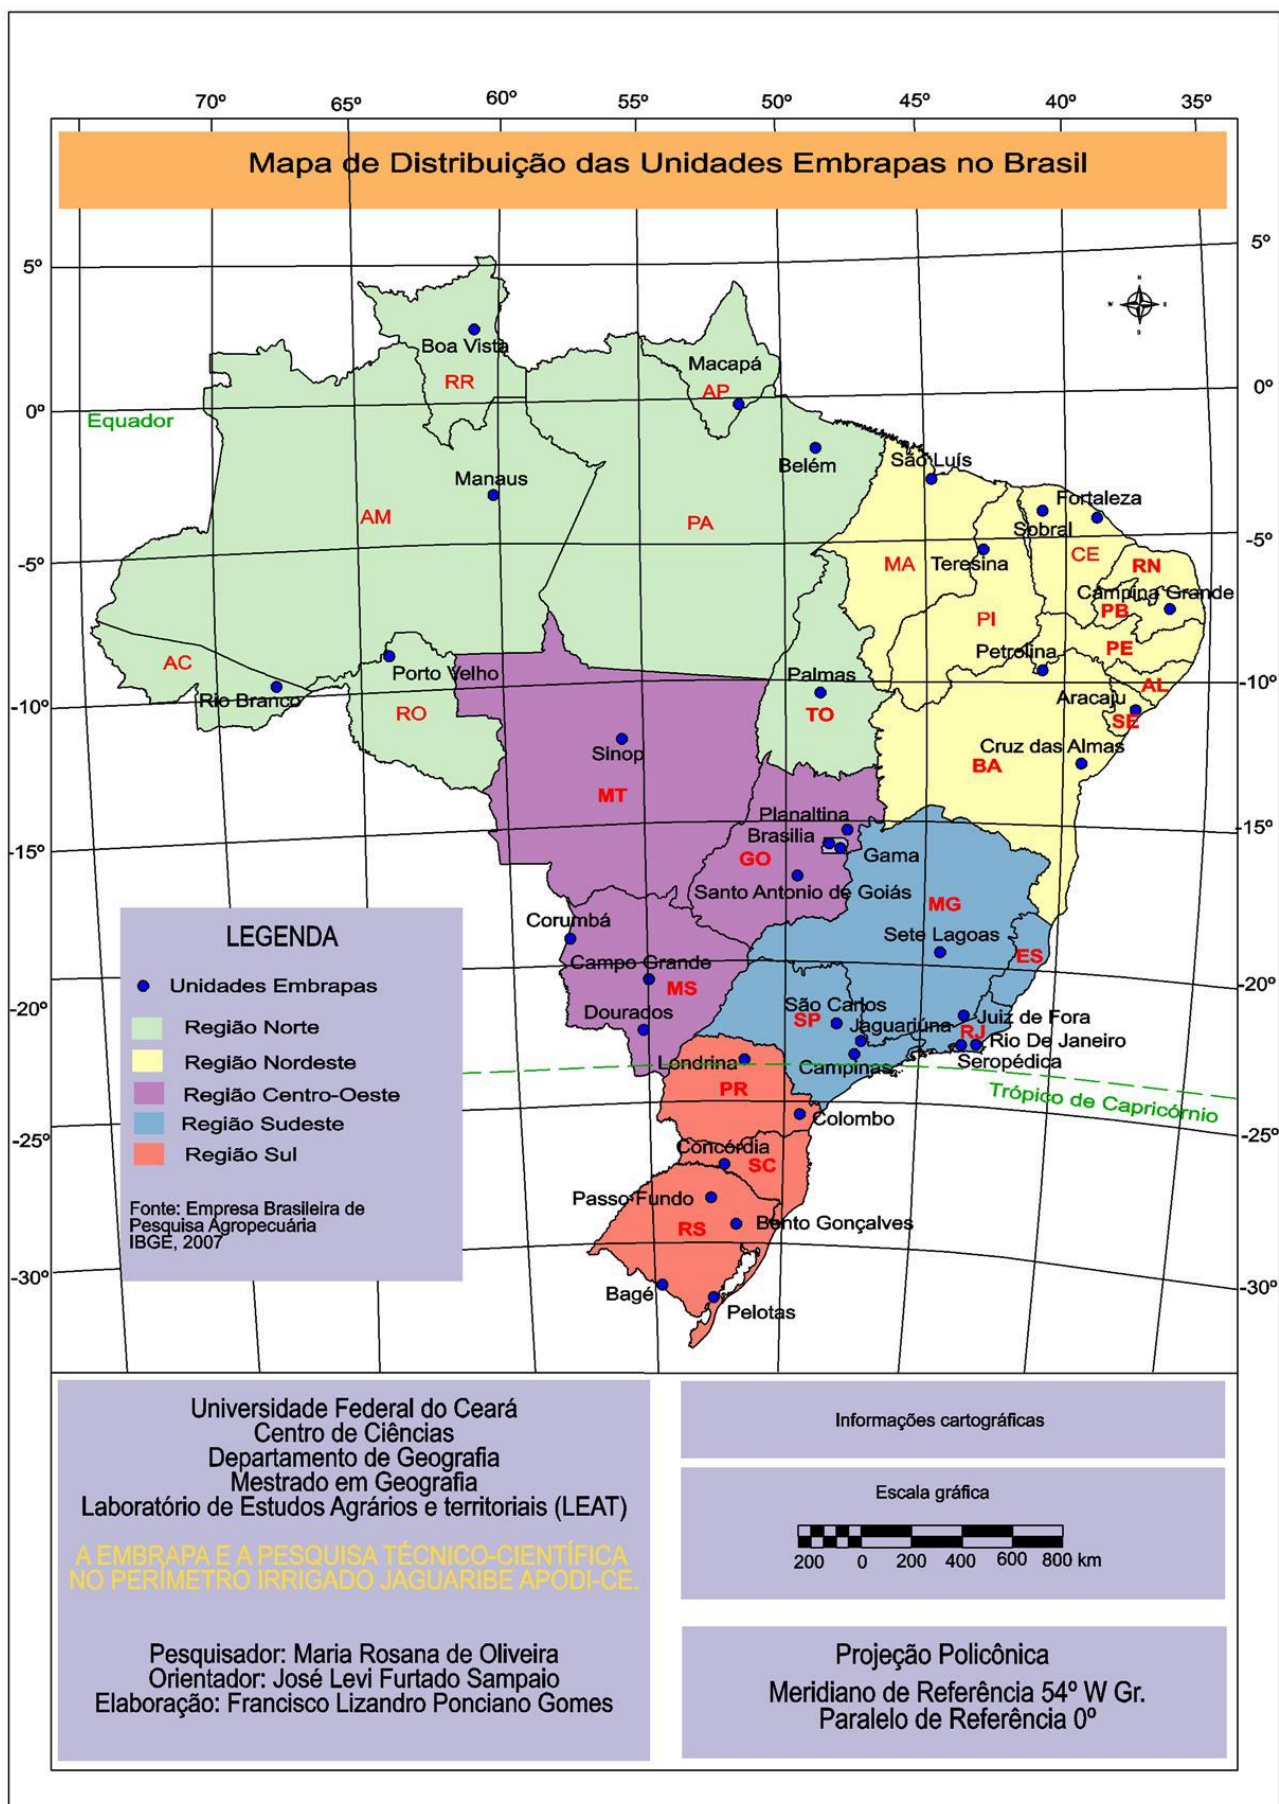 70º 65º 60º 55º 50º 45º 40º 35º
Mapa de Distribuição das Unidades Embrapas no Brasil
5º
5º
N
W E
S
Boa Vista
RR
Macapá
AP
0º
0º
Equador
Belém
São Luís
Manaus
AM
PA
Fortaleza
Sobral
-5º
-5º
MA
Teresina
CE
RN
Campina Grande
PB
PI
PE
Petrolina
AC
Rio Branco
Porto Velho
RO
Palmas
TO
AL
-10º
-10º
Aracaju
SE
Sinop
MT
Cruz das Almas
BA
Planaltina
Brasilia
GO
Gama
-15º
-15º
Santo Antonio de Goiás
MG
Corumbá
Sete Lagoas
ES
Campo Grande
MS
-20º
-20º
Dourados
São Carlos
SP
Jaguariúna
Juiz de Fora
RJ
Rio De Janeiro
Seropédica
Londrina
Campinas
PR
Trópico de Capricórnio
Colombo
-25º
-25º
Concórdia
SC
Passo Fundo
RS
Bento Gonçalves
-30º
-30º
Bagé
Pelotas
LEGENDA
Unidades Embrapas
Região Norte
Região Nordeste
Região Centro-Oeste
Região Sudeste
Região Sul
Fonte: Empresa Brasileira de
Pesquisa Agropecuária
IBGE, 2007
Universidade Federal do Ceará
Centro de Ciências
Departamento de Geografia
Mestrado em Geografia
Laboratório de Estudos Agrários e territoriais (LEAT)
A EMBRAPA E A PESQUISA TÉCNICO-CIENTÍFICA
NO PERÍMETRO IRRIGADO JAGUARIBE APODI-CE.
Pesquisador: Maria Rosana de Oliveira
Orientador: José Levi Furtado Sampaio
Elaboração: Francisco Lizandro Ponciano Gomes
Informações cartográficas
Escala gráfica
200 0 200 400 600 800 km
Projeção Policônica
Meridiano de Referência 54º W Gr.
Paralelo de Referência 0º